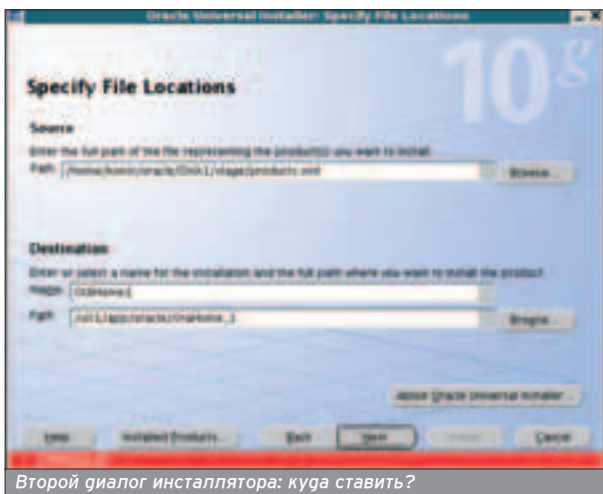 Oracle Universal Installer: Specify File Locations
10g
Specify File Locations
Source
Enter the full path of the file representing the product(s) you want to install:
Path: Browse...
Destination
Enter or select a name for the installation and the full path where you want to install the product.
Name: OUIHome1
Path: Browse...
About Oracle Universal Installer...
Help Installed Products... Back Next Install Cancel
Второй диалог инсталлятора: куда ставить?